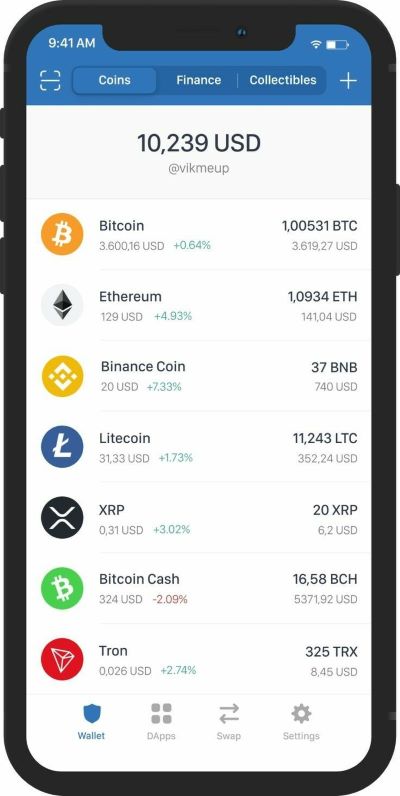 9:41 AM
Coins Finance Collectibles
10,239 USD
@vikmeup
Bitcoin 1,00531 BTC
3.600,16 USD +0.64% 3.619,27 USD
Ethereum 1,0934 ETH
129 USD +4.93% 141,04 USD
Binance Coin 37 BNB
20 USD +7.33% 740 USD
Litecoin 11,243 LTC
31,33 USD +1.73% 352,24 USD
XRP 20 XRP
0,31 USD +3.02% 6,2 USD
Bitcoin Cash 16,58 BCH
324 USD -2.09% 5371,92 USD
Tron 325 TRX
0,026 USD +2.74% 8,45 USD
Wallet DApps Swap Settings